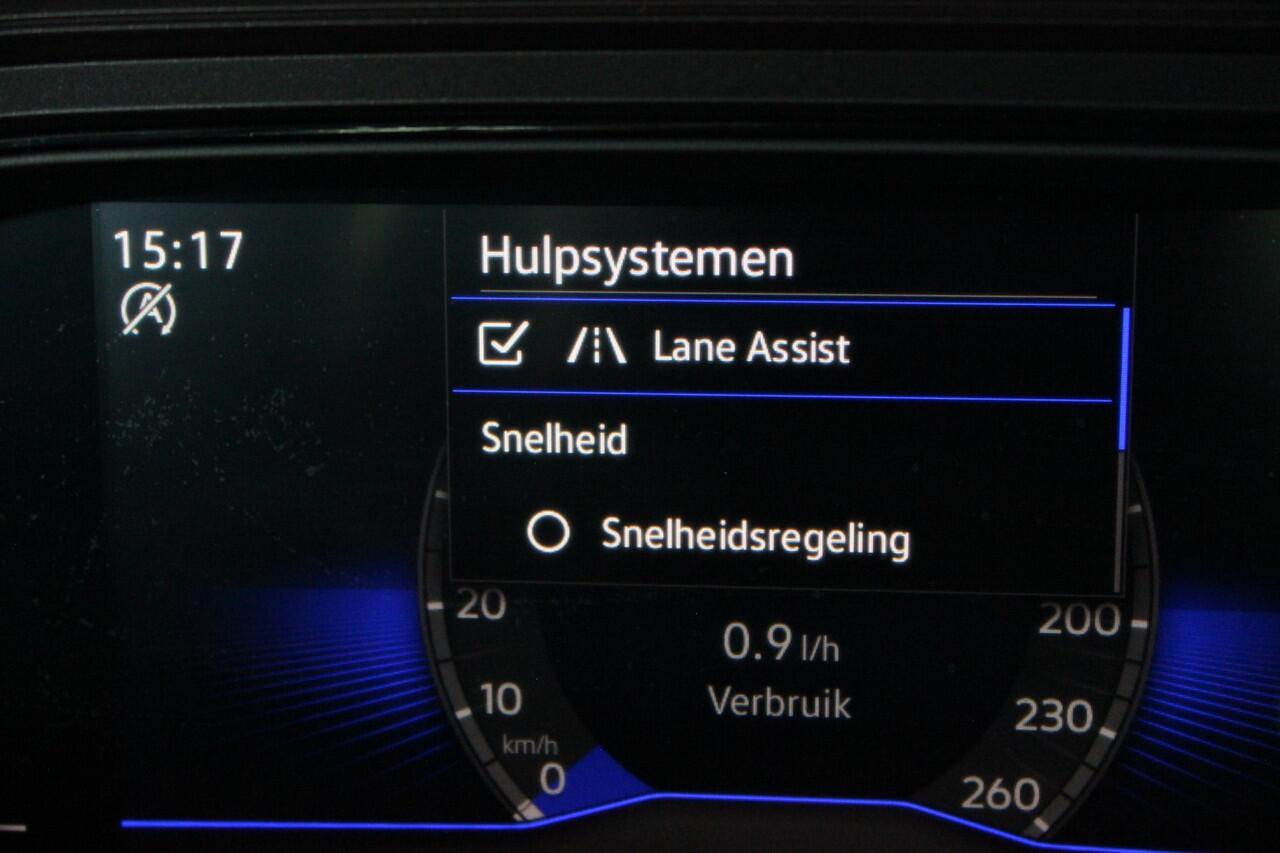 15:17
Hulpsystemen
Lane Assist
Snelheid
Snelheidsregeling
20
10
km/h
0
0.9 l/h
Verbruik
200
230
260